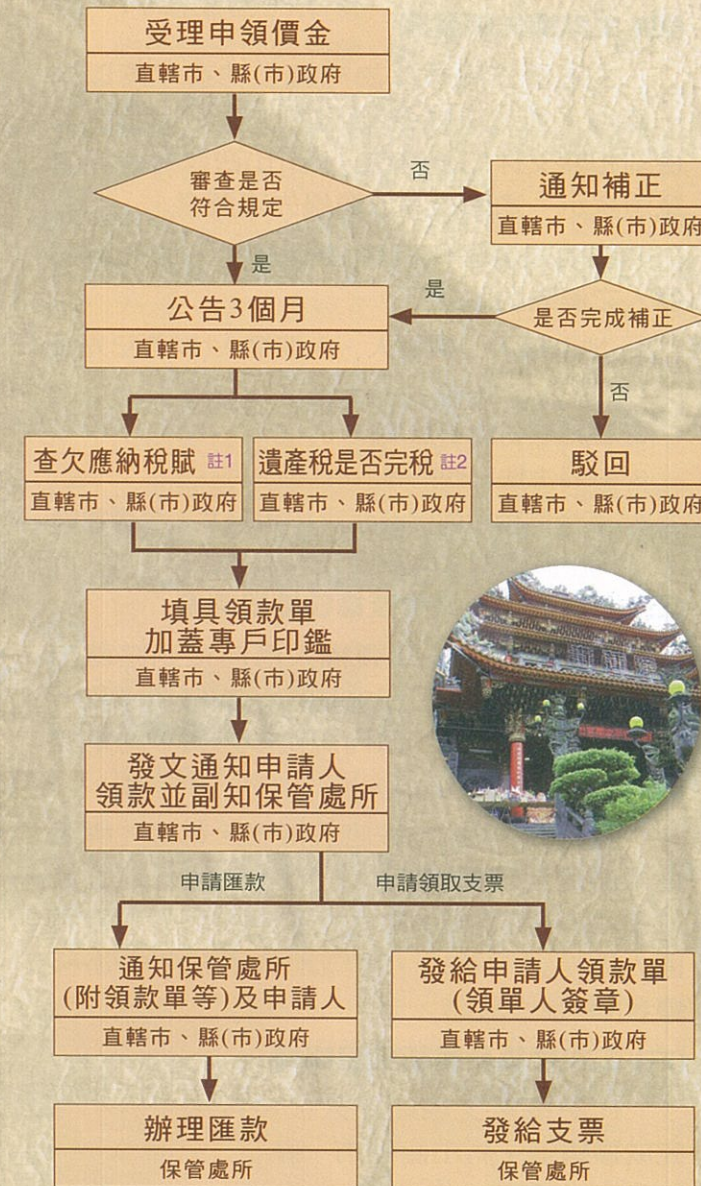 受理申領價金
直轄市、縣(市)政府
審查是否
符合規定
否
通知補正
直轄市、縣(市)政府
是
是
公告3個月
直轄市、縣(市)政府
是否完成補正
否
查欠應納稅賦 註1
直轄市、縣(市)政府
遺產稅是否完稅 註2
直轄市、縣(市)政府
駁回
直轄市、縣(市)政府
填具領款單
加蓋專戶印鑑
直轄市、縣(市)政府
發文通知申請人
領款並副知保管處所
直轄市、縣(市)政府
申請匯款
申請領取支票
通知保管處所
(附領款單等)及申請人
直轄市、縣(市)政府
發給申請人領款單
(領單人簽章)
直轄市、縣(市)政府
辦理匯款
保管處所
發給支票
保管處所